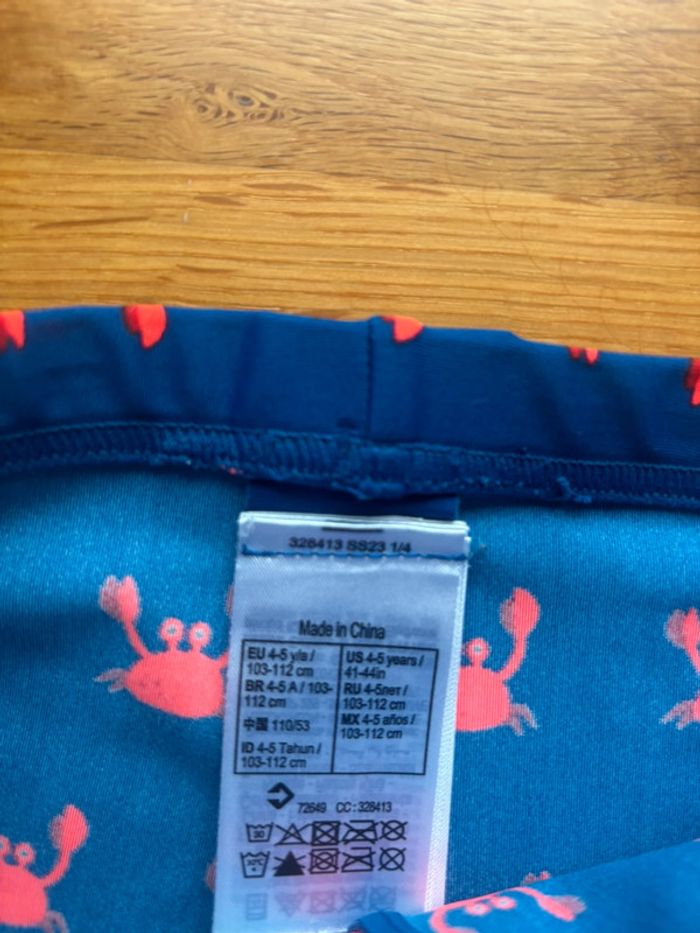 328413 SS23 1/4
Made in China
EU 4-5 y/a /
103-112 cm
BR 4-5 A / 103-
112 cm
中国 110/53
ID 4-5 Tahun /
103-112 cm
US 4-5 years /
41-44in
RU 4-5лет /
103-112 cm
MX 4-5 años /
103-112 cm
72649 CC: 328413
30